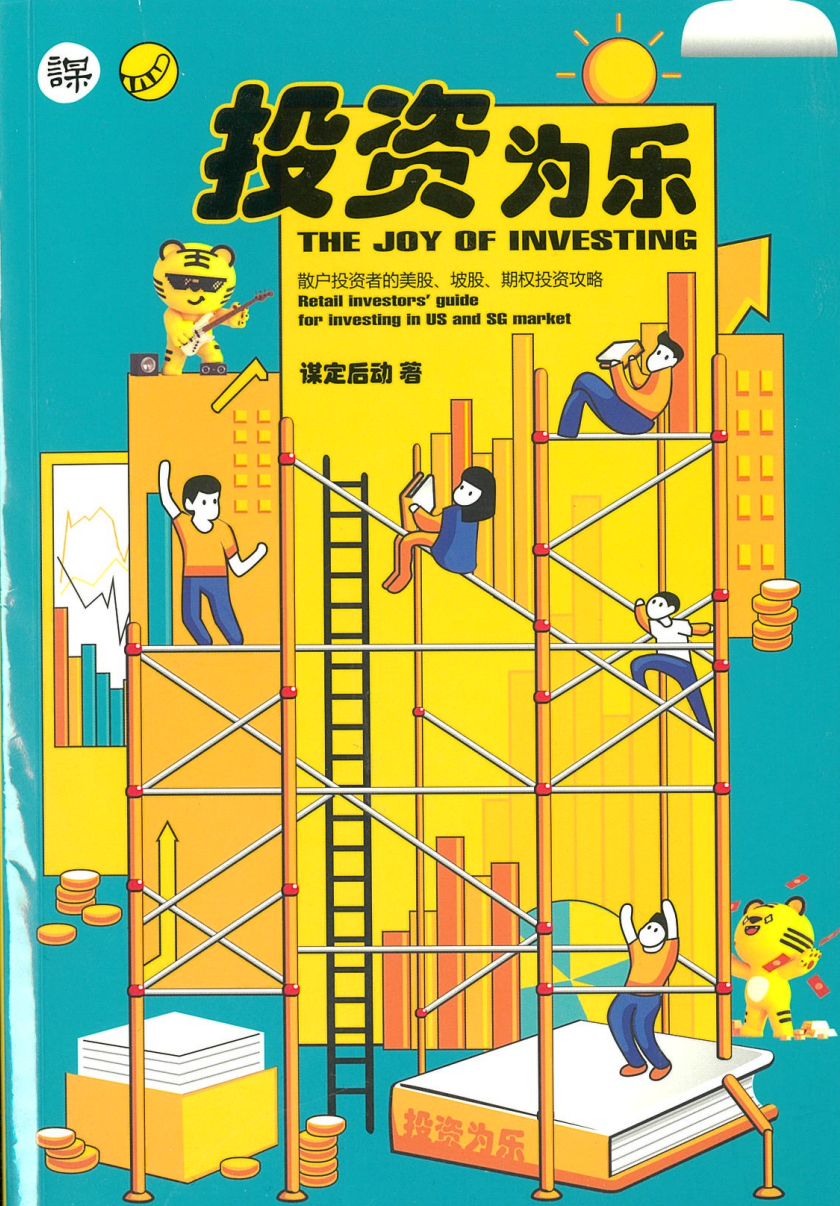 謀
投资为乐
THE JOY OF INVESTING
散户投资者的美股、坡股、期权投资攻略
Retail investors' guide
for investing in US and SG market
谋定后动 著
王
投资为乐